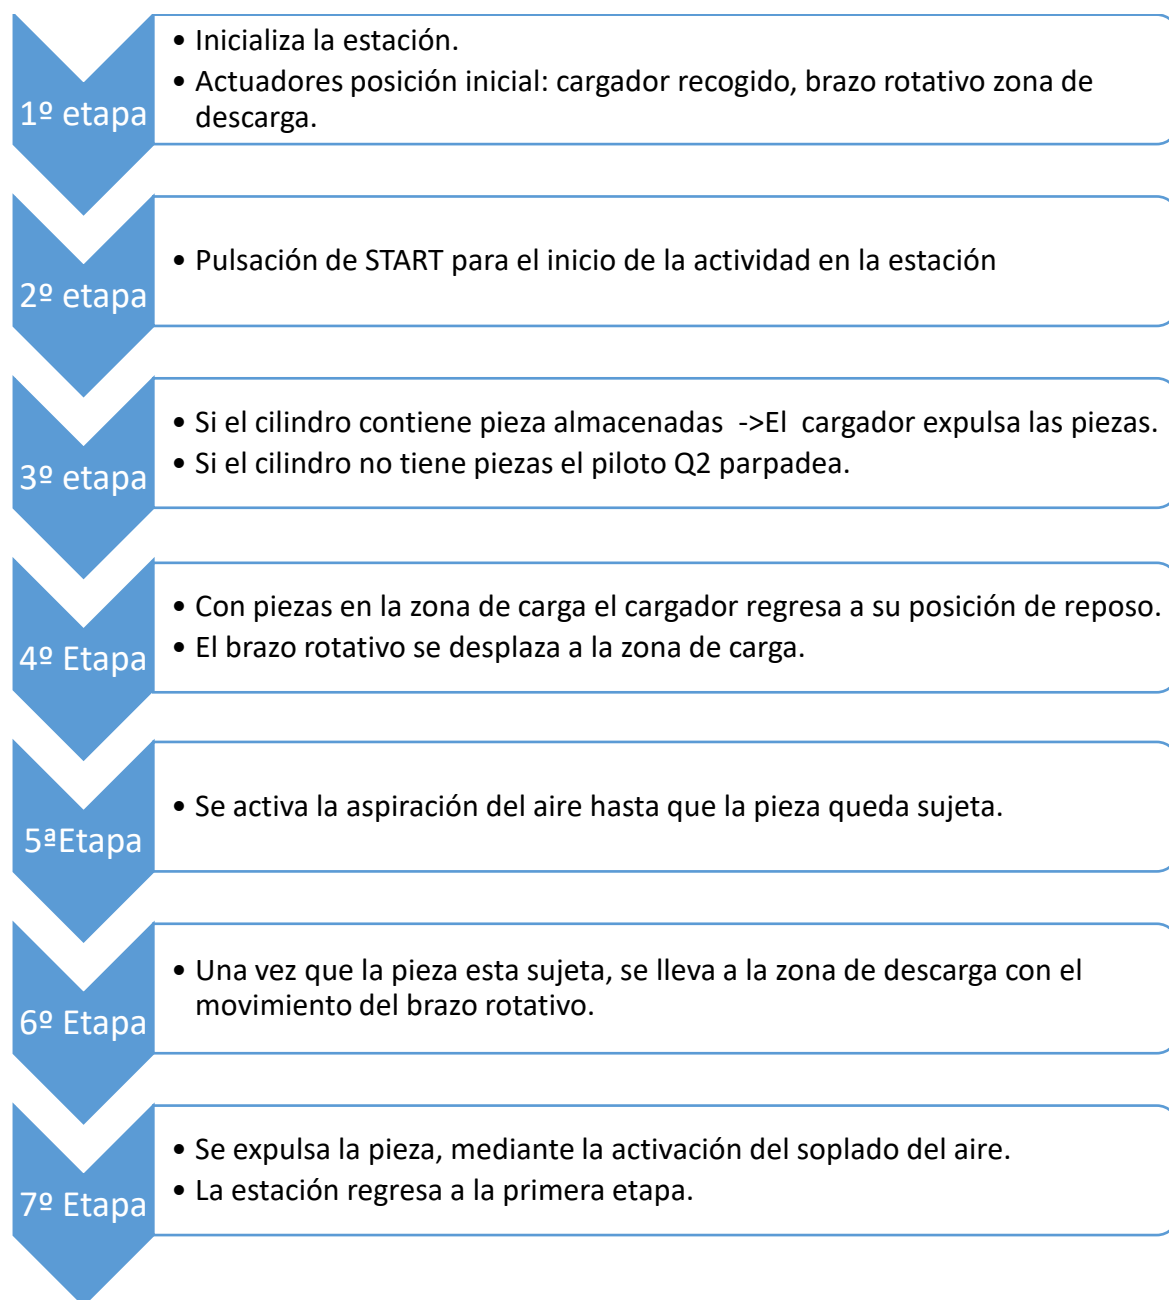 1º etapa
• Inicializa la estación.
• Actuadores posición inicial: cargador recogido, brazo rotativo zona de
descarga.
2º etapa
• Pulsación de START para el inicio de la actividad en la estación
3º etapa
• Si el cilindro contiene pieza almacenadas ->El cargador expulsa las piezas.
• Si el cilindro no tiene piezas el piloto Q2 parpadea.
4º Etapa
• Con piezas en la zona de carga el cargador regresa a su posición de reposo.
• El brazo rotativo se desplaza a la zona de carga.
5ªEtapa
• Se activa la aspiración del aire hasta que la pieza queda sujeta.
6º Etapa
• Una vez que la pieza esta sujeta, se lleva a la zona de descarga con el
movimiento del brazo rotativo.
7º Etapa
• Se expulsa la pieza, mediante la activación del soplado del aire.
• La estación regresa a la primera etapa.